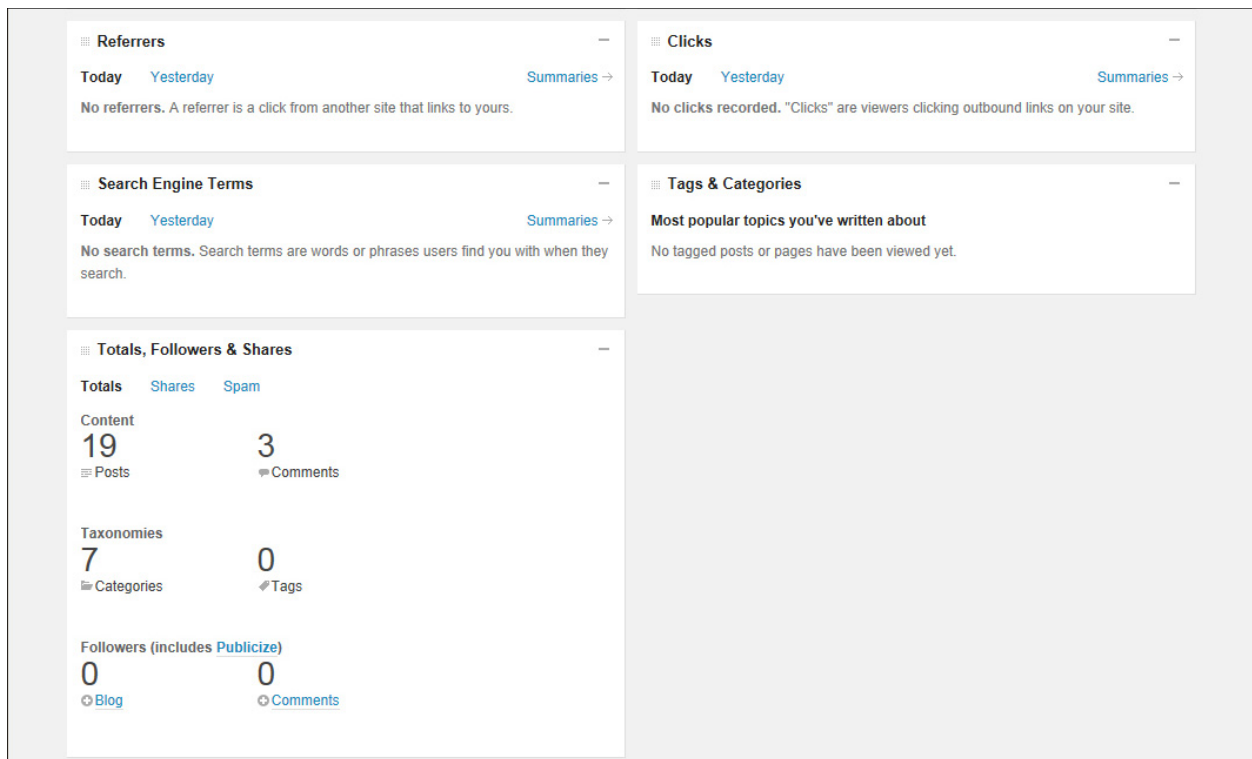 Referrers
Today Yesterday Summaries →
No referrers. A referrer is a click from another site that links to yours.
Clicks
Today Yesterday Summaries →
No clicks recorded. "Clicks" are viewers clicking outbound links on your site.
Search Engine Terms
Today Yesterday Summaries →
No search terms. Search terms are words or phrases users find you with when they
search.
Tags & Categories
Most popular topics you've written about
No tagged posts or pages have been viewed yet.
Totals, Followers & Shares
Totals Shares Spam
Content
19 3
Posts Comments
Taxonomies
7 0
Categories Tags
Followers (includes Publicize)
0 0
Blog Comments